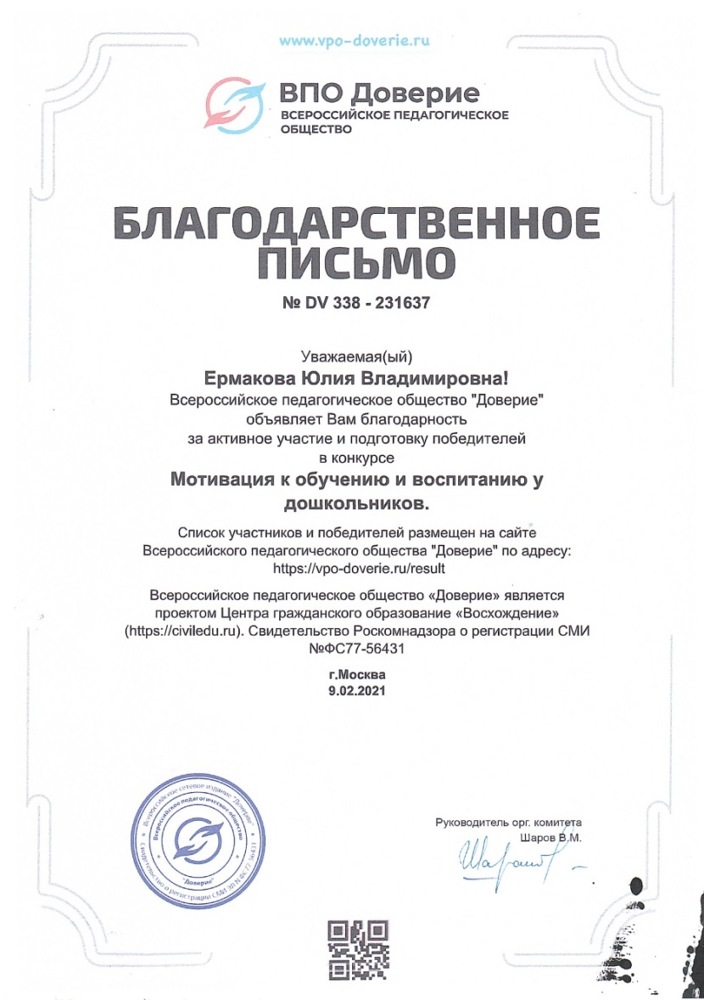 www.vpo-doverie.ru
ВПО Доверие
ВСЕРОССИЙСКОЕ ПЕДАГОГИЧЕСКОЕ
ОБЩЕСТВО
БЛАГОДАРСТВЕННОЕ
ПИСЬМО
№ DV 338 - 231637
Уважаемая(ый)
Ермакова Юлия Владимировна!
Всероссийское педагогическое общество "Доверие"
объявляет Вам благодарность
за активное участие и подготовку победителей
в конкурсе
Мотивация к обучению и воспитанию у
дошкольников.
Список участников и победителей размещен на сайте
Всероссийского педагогического общества "Доверие" по адресу:
https://vpo-doverie.ru/result
Всероссийское педагогическое общество «Доверие» является
проектом Центра гражданского образование «Восхождение»
(https://civiledu.ru). Свидетельство Роскомнадзора о регистрации СМИ
№ФС77-56431
г.Москва
9.02.2021
Всероссийское сетевое издание "Доверие"
свидетельство о регистрации СМИ ЭЛ N ФС77-56431
Всероссийское педагогическое общество
"Доверие"
Руководитель орг. комитета
Шаров В.М.